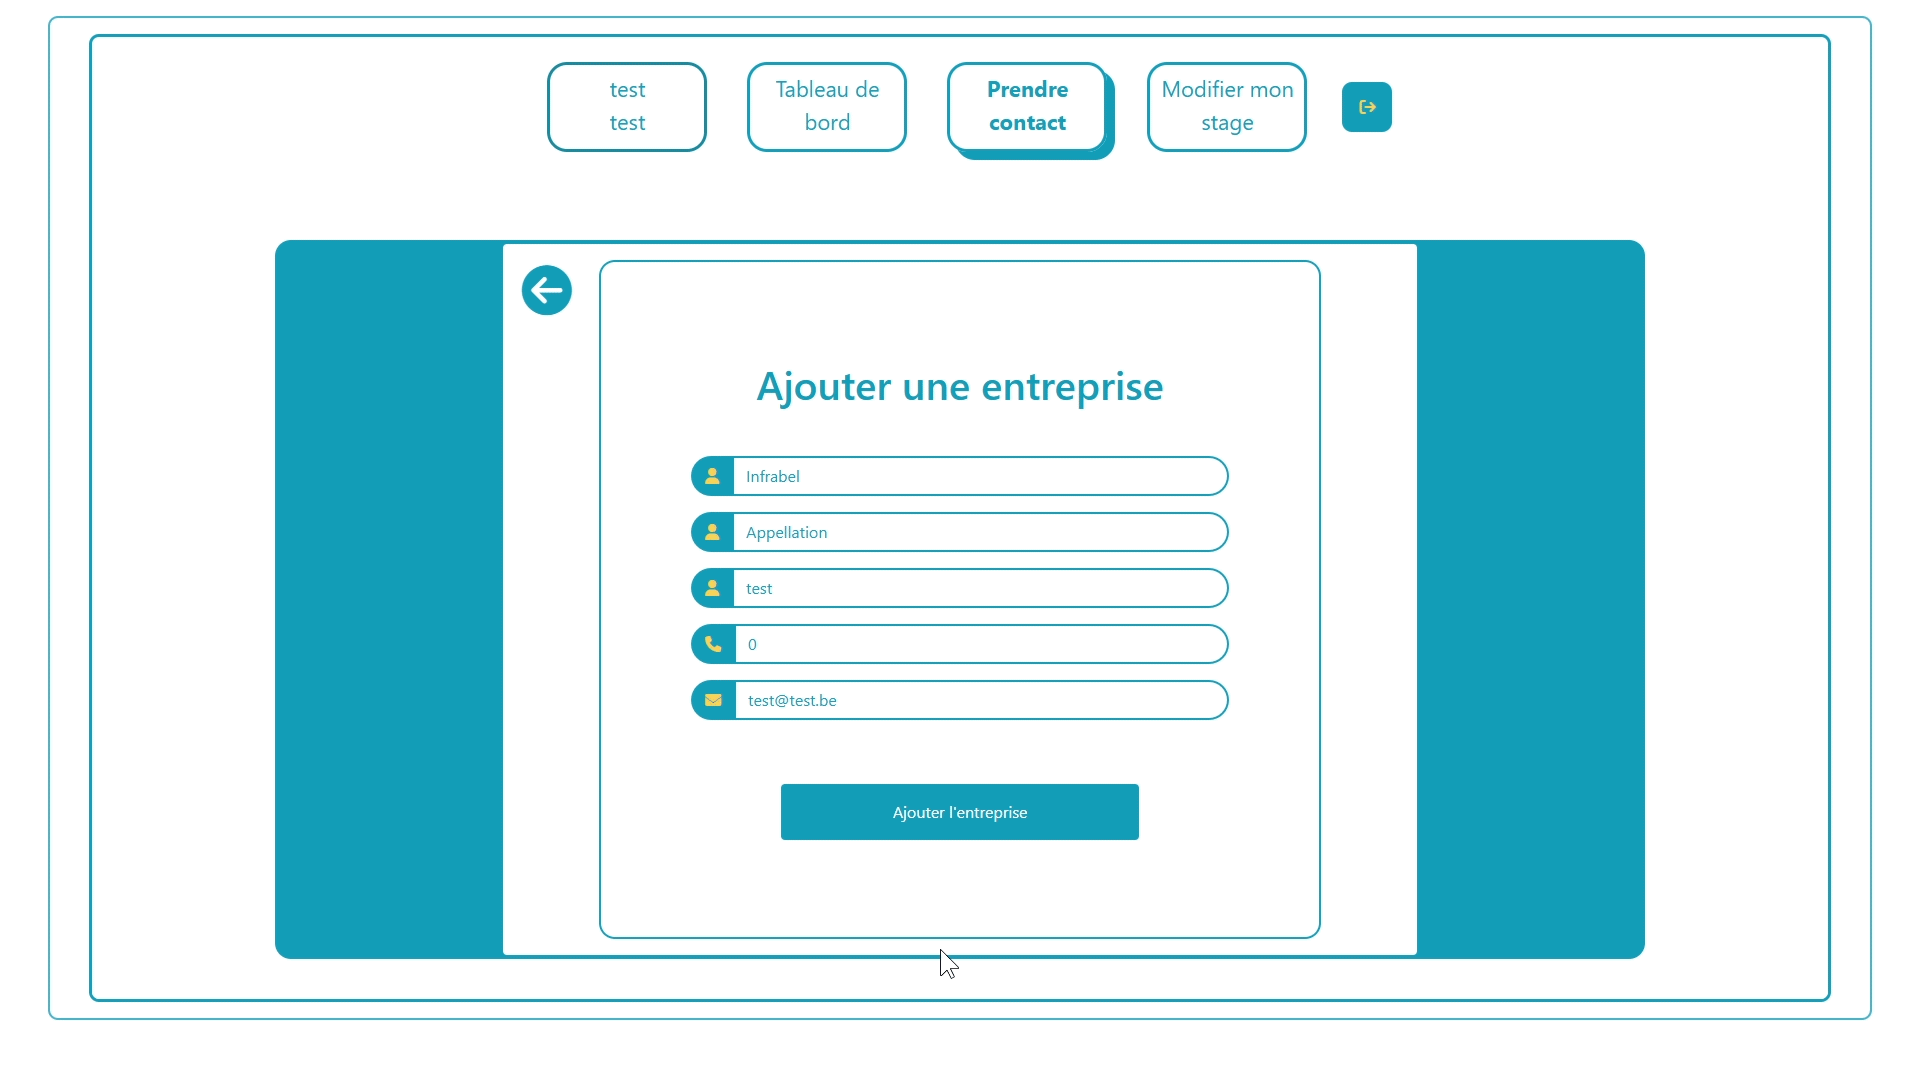 test
test
Tableau de
bord
Prendre
contact
Modifier mon
stage
Ajouter une entreprise
Infrabel
Appellation
test
0
test@test.be
Ajouter l'entreprise